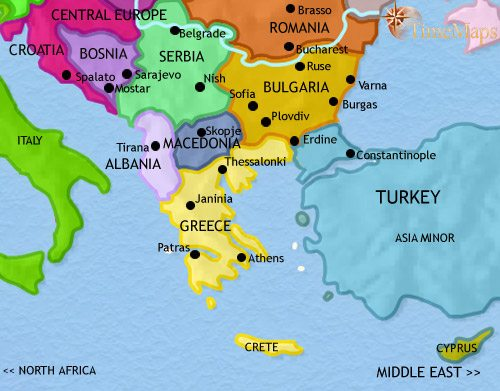 Brasso
CENTRAL EUROPE
TimeMaps
ROMANIA
CROATIA
Belgrade
BOSNIA
SERBIA
Bucharest
Ruse
Spalato
Sarajevo
Nish
BULGARIA
Varna
Mostar
Sofia
Burgas
Plovdiv
Skopje
ITALY
Tirana
MACEDONIA
Erdine
Constantinople
ALBANIA
Thessalonki
Janinia
TURKEY
GREECE
ASIA MINOR
Patras
Athens
CRETE
CYPRUS
<< NORTH AFRICA
MIDDLE EAST >>